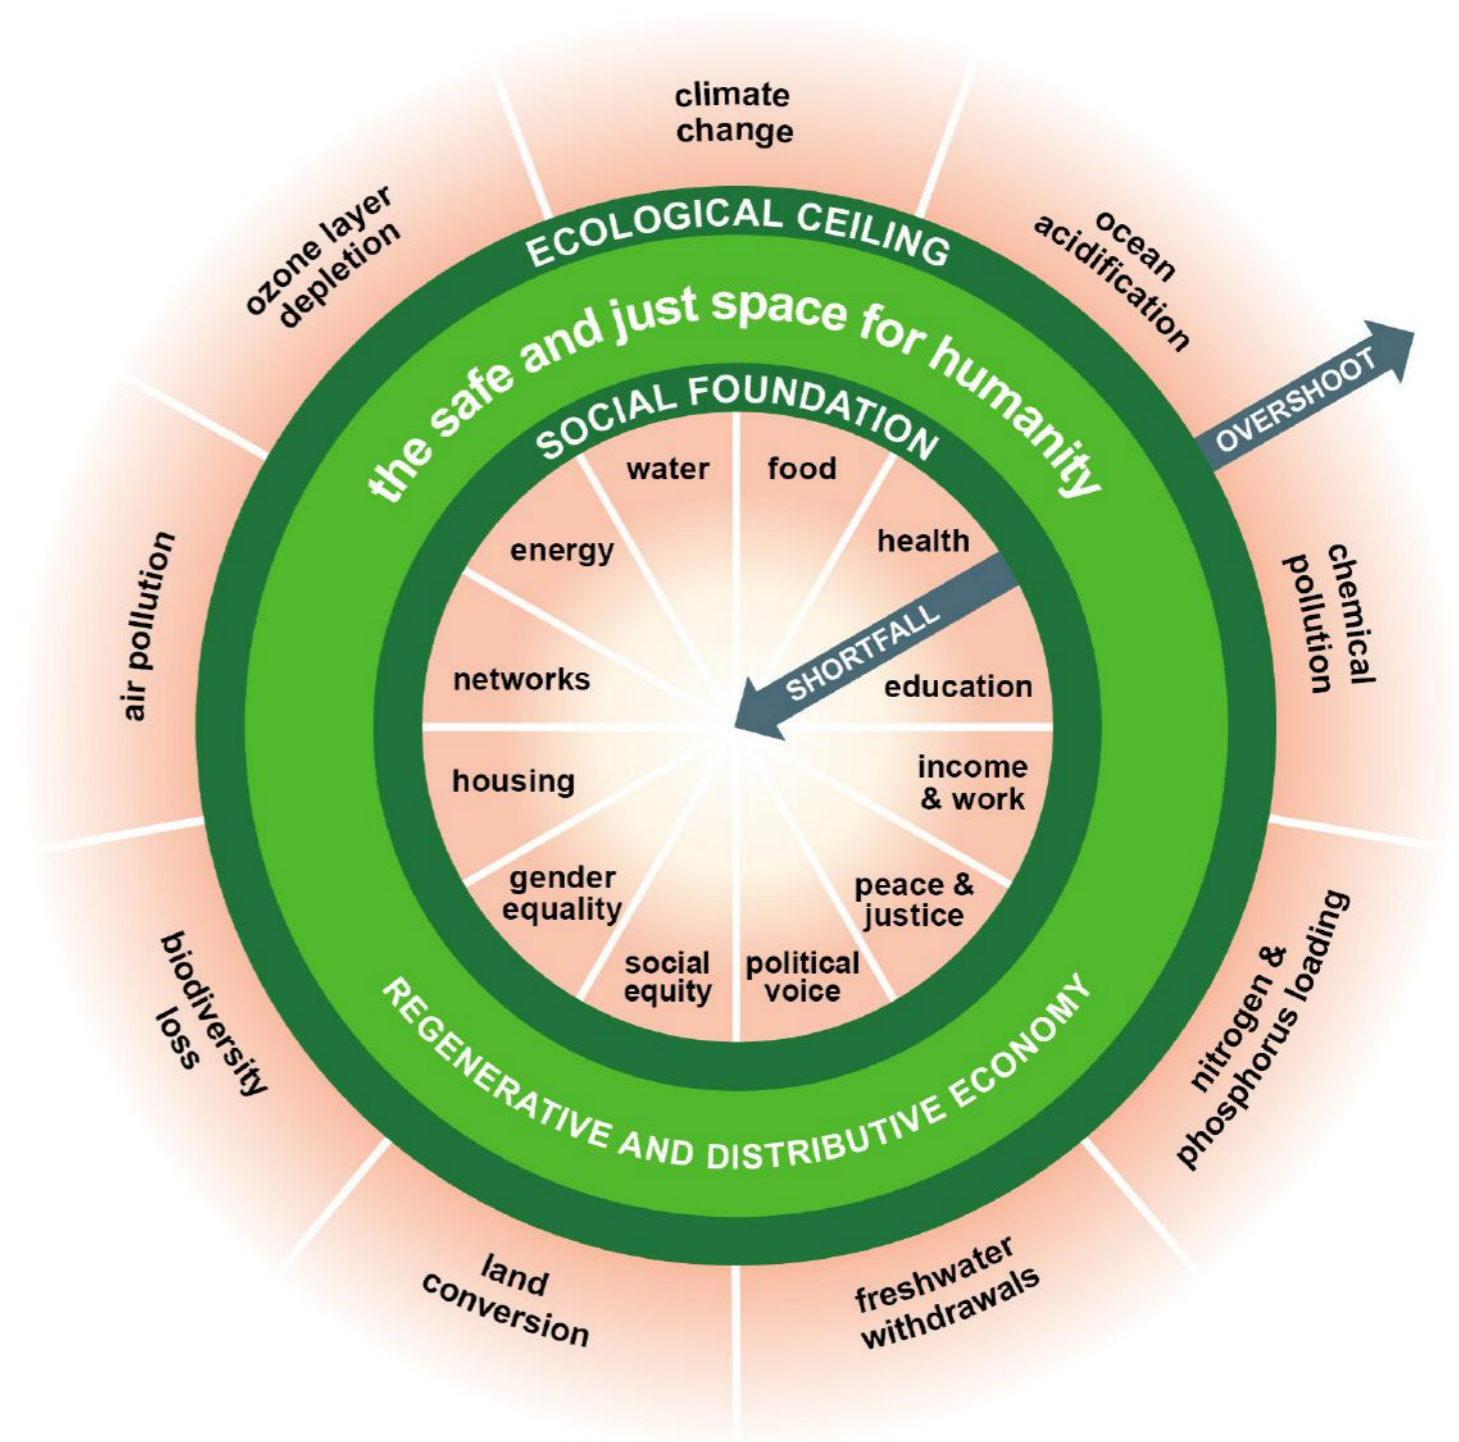 climate
change
ocean
acidification
OVERSHOOT
chemical
pollution
nitrogen &
phosphorus loading
freshwater
withdrawals
land
conversion
biodiversity
loss
air pollution
ozone layer
depletion
ECOLOGICAL CEILING
the safe and just space for humanity
SOCIAL FOUNDATION
water
food
health
SHORTFALL
education
income
& work
peace &
justice
political
voice
social
equity
gender
equality
housing
networks
energy
REGENERATIVE AND DISTRIBUTIVE ECONOMY